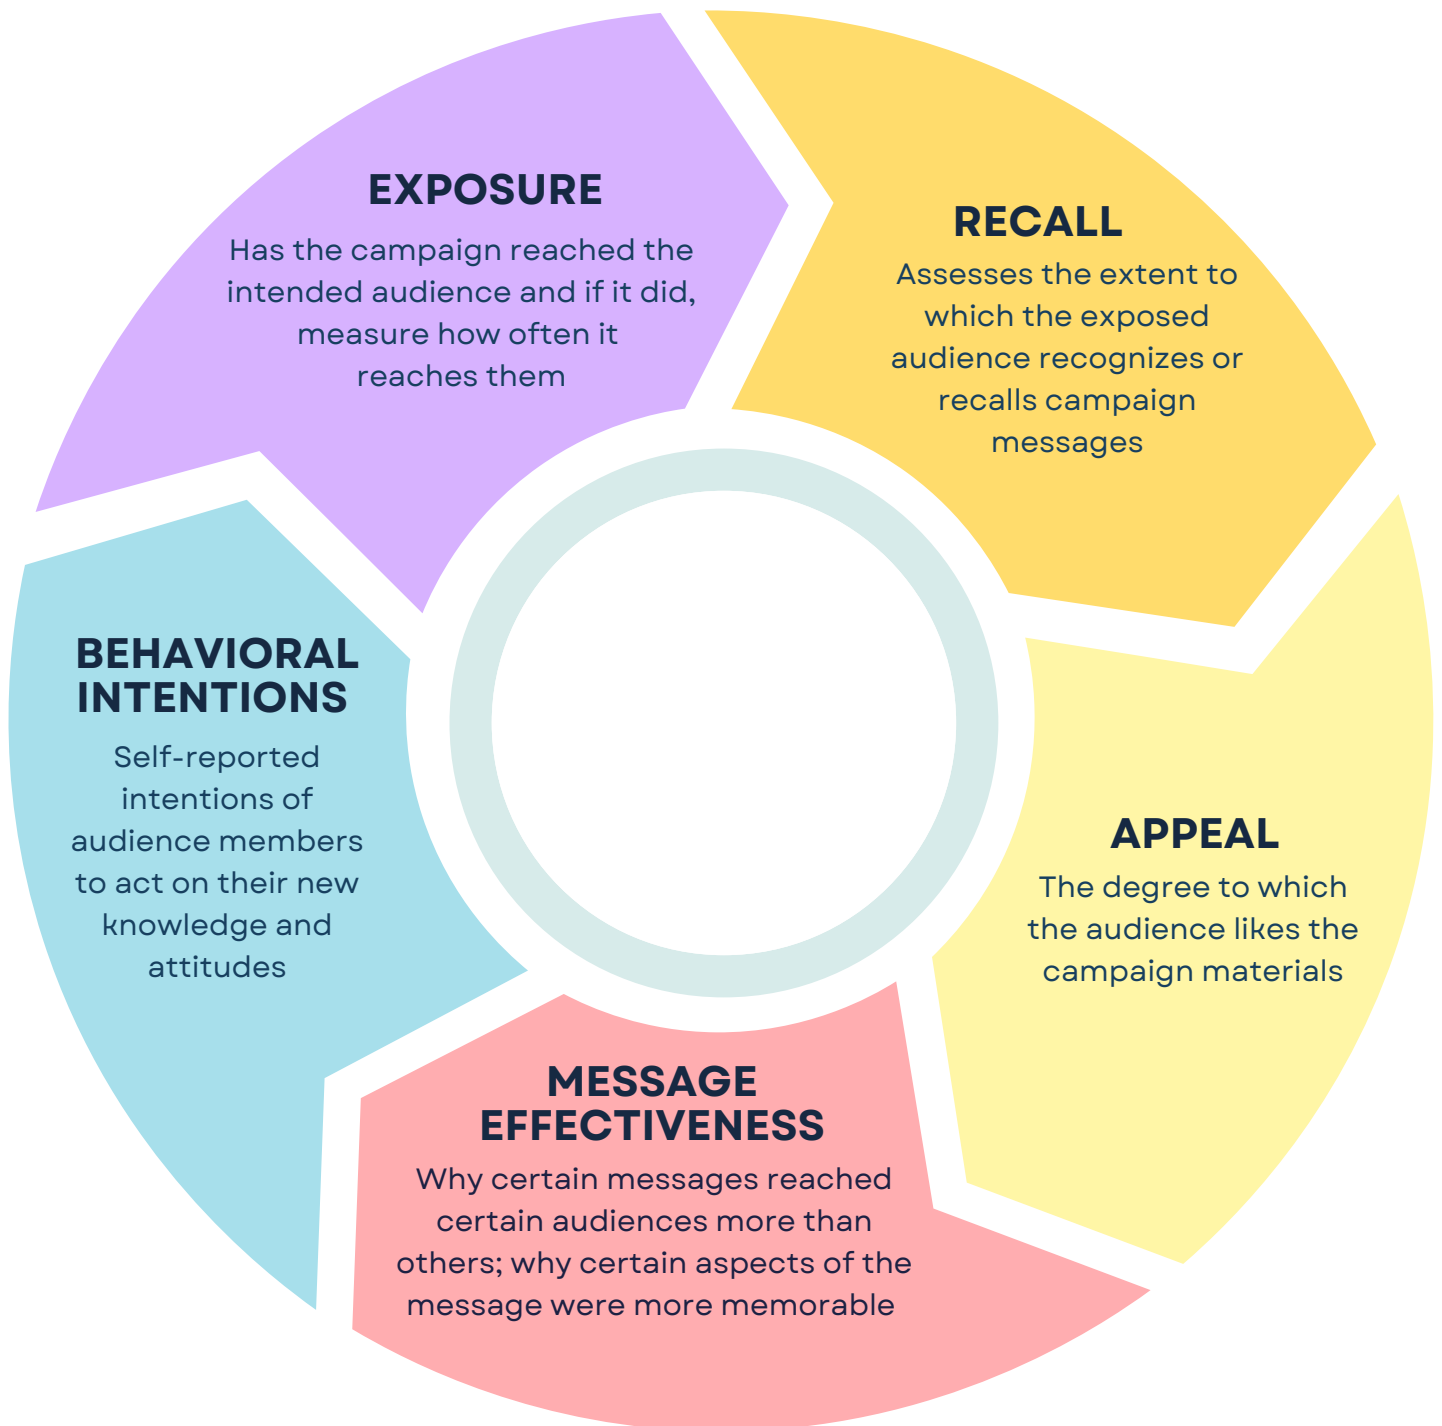 EXPOSURE
Has the campaign reached the
intended audience and if it did,
measure how often it
reaches them
RECALL
Assesses the extent to
which the exposed
audience recognizes or
recalls campaign
messages
APPEAL
The degree to which
the audience likes the
campaign materials
MESSAGE
EFFECTIVENESS
Why certain messages reached
certain audiences more than
others; why certain aspects of the
message were more memorable
BEHAVIORAL
INTENTIONS
Self-reported
intentions of
audience members
to act on their new
knowledge and
attitudes